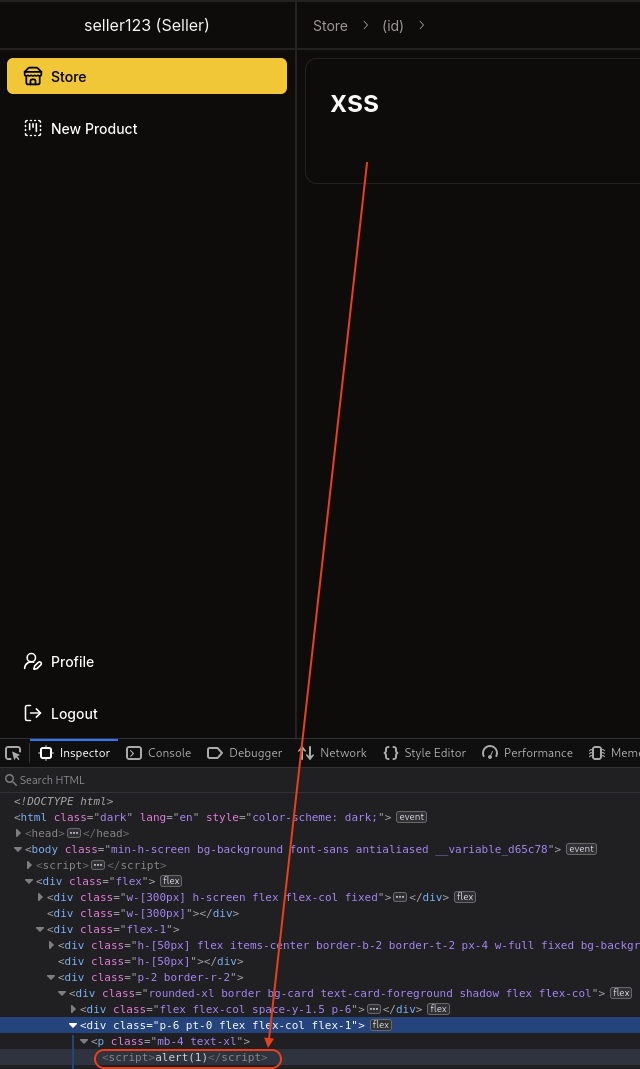 seller123 (Seller)
Store > (id) >
Store
New Product
XSS
Profile
Logout
Inspector Console Debugger Network Style Editor Performance Mem
Search HTML
<!DOCTYPE html>
<html class="dark" lang="en" style="color-scheme: dark;"> event
<head>···</head>
<body class="min-h-screen bg-background font-sans antialiased __variable_d65c78"> event
<script>···</script>
<div class="flex"> flex
<div class="w-[300px] h-screen flex flex-col fixed">···</div> flex
<div class="w-[300px]"></div>
<div class="flex-1">
<div class="h-[50px] flex items-center border-b-2 border-t-2 px-4 w-full fixed bg-backgr
<div class="h-[50px]"></div>
<div class="p-2 border-r-2">
<div class="rounded-xl border bg-card text-card-foreground shadow flex flex-col"> flex
<div class="flex flex-col space-y-1.5 p-6">···</div> flex
<div class="p-6 pt-0 flex flex-col flex-1"> flex
<p class="mb-4 text-xl">
<script>alert(1)</script>